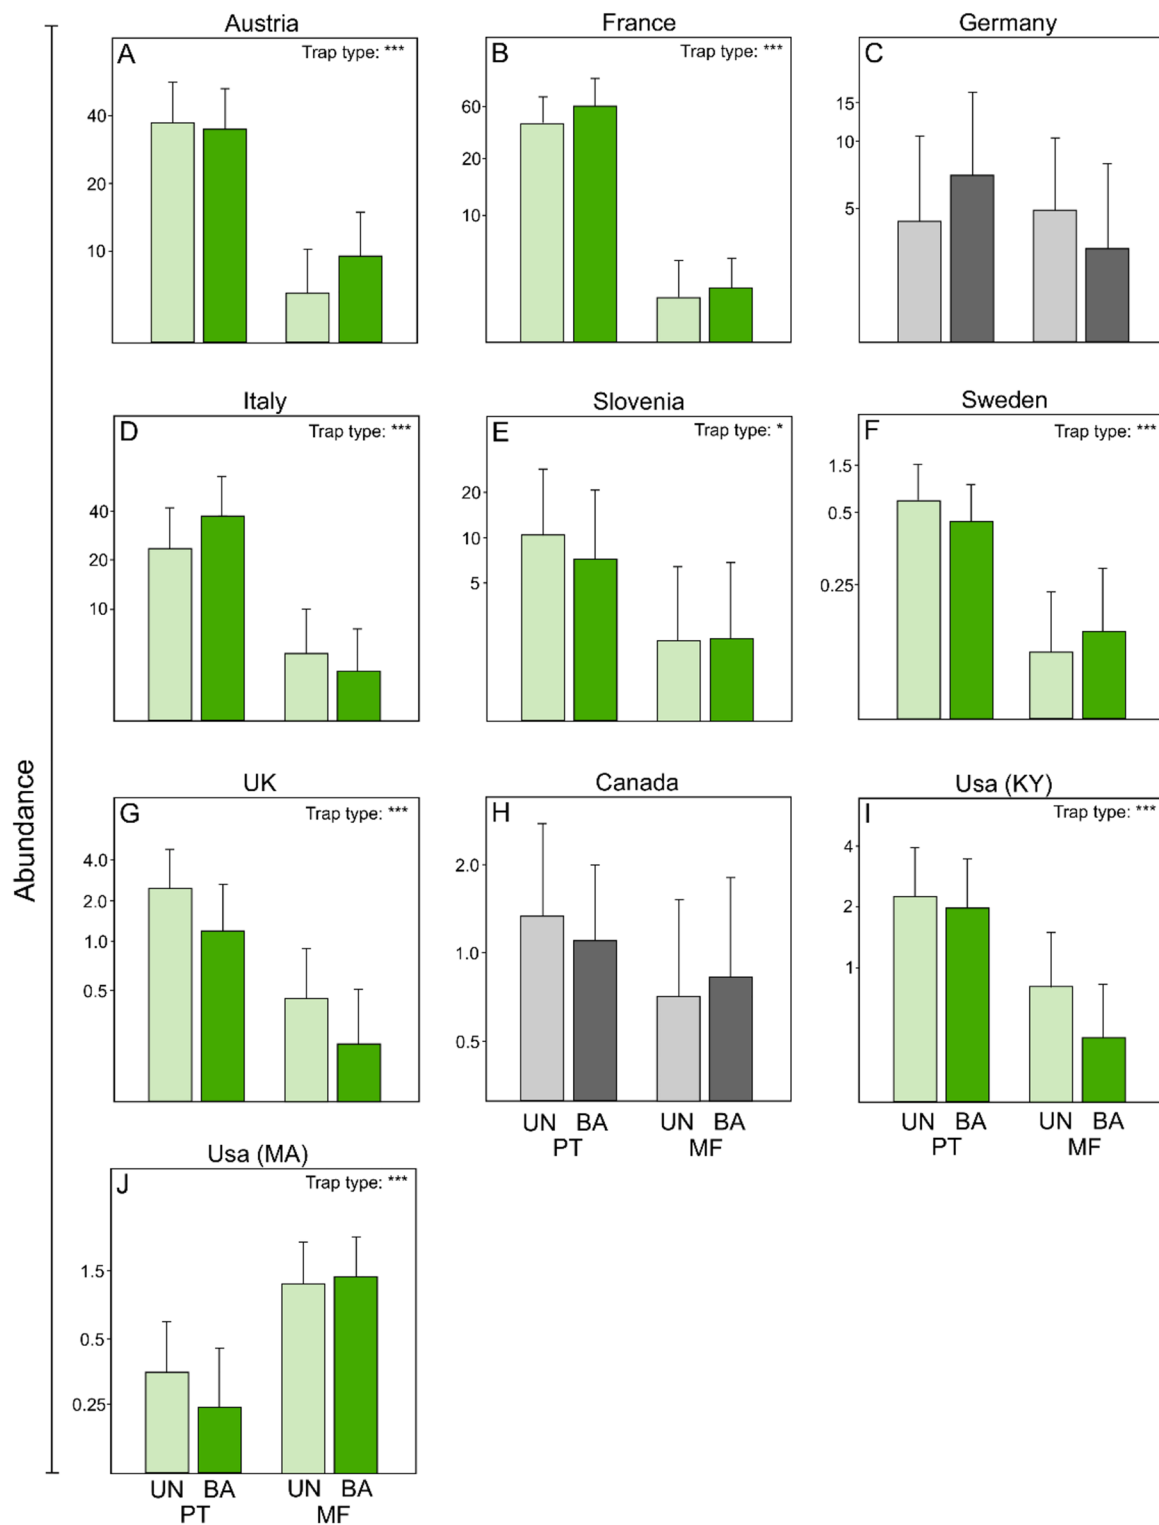 Abundance
Austria
A
Trap type: ***
40
20
10
France
B
Trap type: ***
60
20
10
Germany
C
15
10
5
Italy
D
Trap type: ***
40
20
10
Slovenia
E
Trap type: *
20
10
5
Sweden
F
Trap type: ***
1.5
0.5
0.25
UK
G
Trap type: ***
4.0
2.0
1.0
0.5
Canada
H
2.0
1.0
0.5
UN BA UN BA
PT MF
Usa (KY)
I
Trap type: ***
4
2
1
UN BA UN BA
PT MF
Usa (MA)
J
Trap type: ***
1.5
0.5
0.25
UN BA UN BA
PT MF